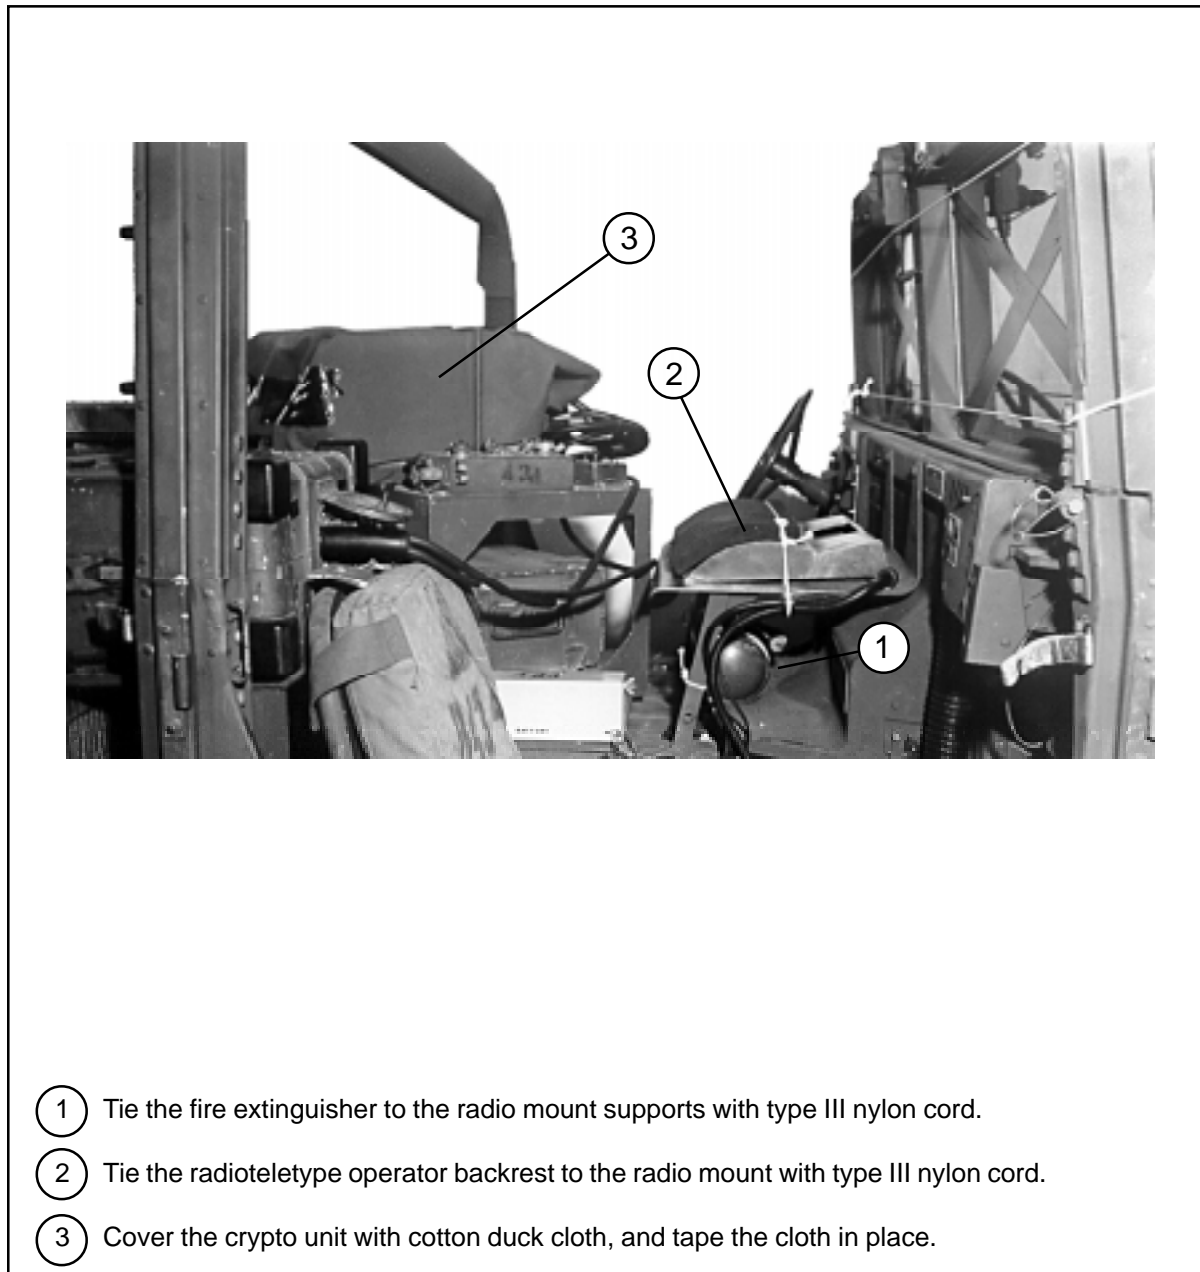 3
2
1
1 Tie the fire extinguisher to the radio mount supports with type III nylon cord.
2 Tie the radioteletype operator backrest to the radio mount with type III nylon cord.
3 Cover the crypto unit with cotton duck cloth, and tape the cloth in place.